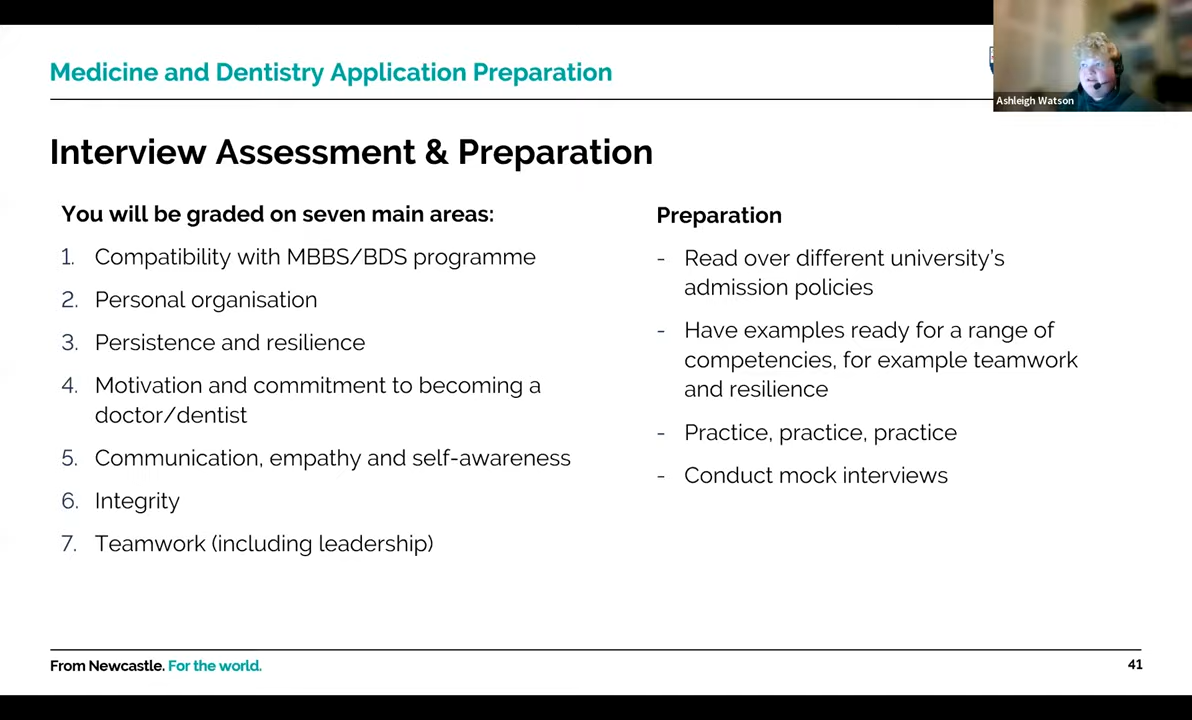 Medicine and Dentistry Application Preparation
Ashleigh Watson
Interview Assessment & Preparation
You will be graded on seven main areas:
1. Compatibility with MBBS/BDS programme
2. Personal organisation
3. Persistence and resilience
4. Motivation and commitment to becoming a
doctor/dentist
5. Communication, empathy and self-awareness
6. Integrity
7. Teamwork (including leadership)
Preparation
- Read over different university's
admission policies
- Have examples ready for a range of
competencies, for example teamwork
and resilience
- Practice, practice, practice
- Conduct mock interviews
From Newcastle. For the world.
41